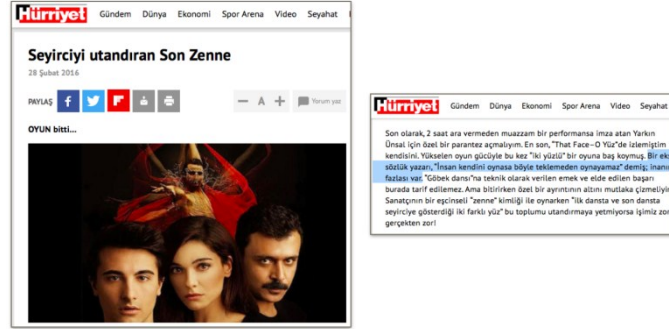 Hürriyet Gündem Dünya Ekonomi Spor Arena Video Seyahat
Seyirciyi utandıran Son Zenne
28 Şubat 2016
PAYLAŞ
A
Yorum yaz
OYUN bitti...
Hürriyet Gündem Dünya Ekonomi Spor Arena Video Seyahat
Son olarak, 2 saat ara vermeden muazzam bir performansa imza atan Yarkın
Ünsal için özel bir parantez açmalıyım. En son, "That Face–O Yüz"de izlemiştim
kendisini. Yükselen oyun gücüyle bu kez "iki yüzlü" bir oyuna baş koymuş. Bir
sözlük yazarı, "İnsan kendini oynasa böyle teklemeden oynayamaz" demiş;
fazlası var. "Göbek dansı"na teknik olarak verilen emek ve elde edilen başarı
burada tarif edilemez. Ama bitirirken özel bir ayrıntının altını mutlaka
Sanatçının bir eşcinseli "zenne" kimliği ile oynarken "ilk dansta ve son dansta
seyirciye gösterdiği iki farklı yüz" bu toplumu utandırmaya yetmiyorsa işimiz
gerçekten zor!